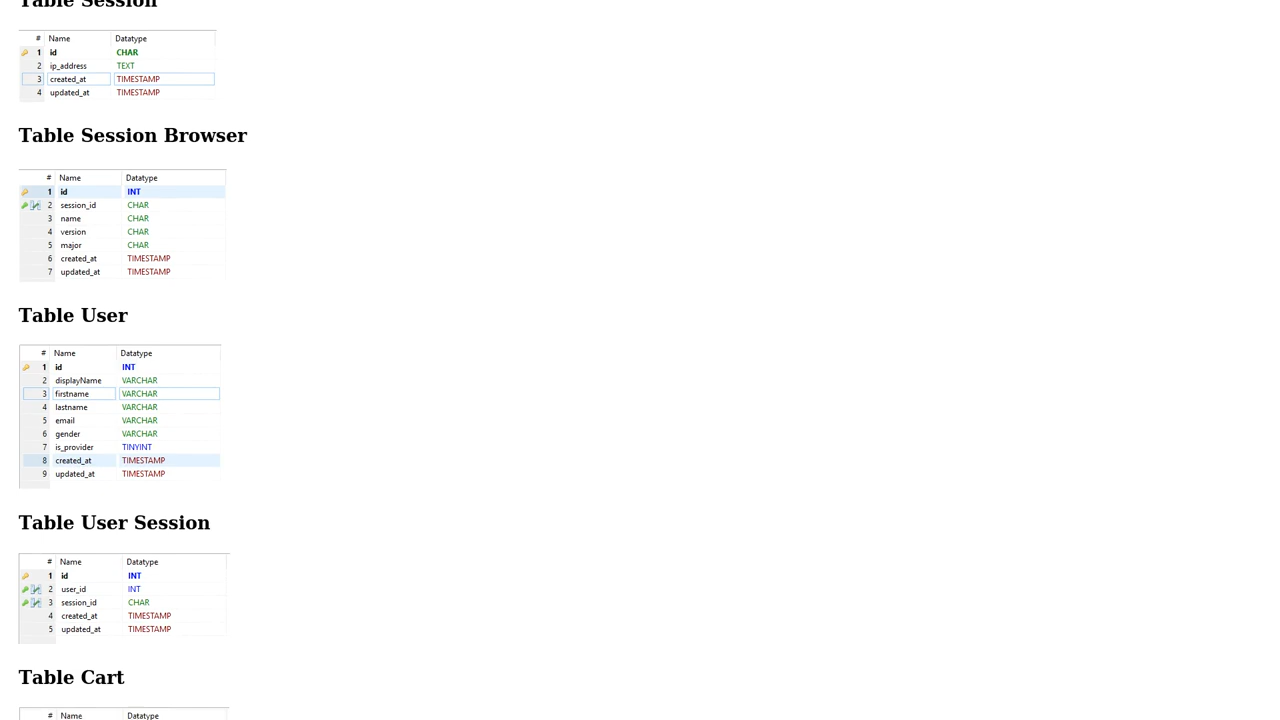 Table Session
# Name Datatype
1 id CHAR
2 ip_address TEXT
3 created_at TIMESTAMP
4 updated_at TIMESTAMP
Table Session Browser
# Name Datatype
1 id INT
2 session_id CHAR
3 name CHAR
4 version CHAR
5 major CHAR
6 created_at TIMESTAMP
7 updated_at TIMESTAMP
Table User
# Name Datatype
1 id INT
2 displayName VARCHAR
3 firstname VARCHAR
4 lastname VARCHAR
5 email VARCHAR
6 gender VARCHAR
7 is_provider TINYINT
8 created_at TIMESTAMP
9 updated_at TIMESTAMP
Table User Session
# Name Datatype
1 id INT
2 user_id INT
3 session_id CHAR
4 created_at TIMESTAMP
5 updated_at TIMESTAMP
Table Cart
# Name Datatype